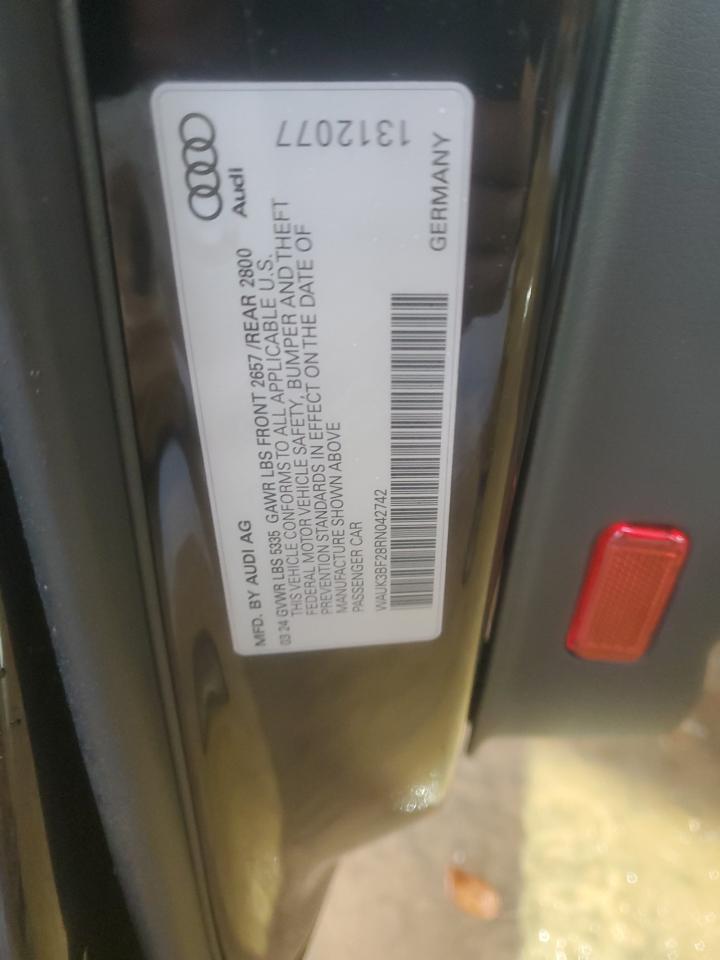 Audi
1312077
MFD. BY AUDI AG
03 24 GVWR LBS 5335 GAWR LBS FRONT 2657 /REAR 2800
THIS VEHICLE CONFORMS TO ALL APPLICABLE U.S.
FEDERAL MOTOR VEHICLE SAFETY, BUMPER AND THEFT
PREVENTION STANDARDS IN EFFECT ON THE DATE OF
MANUFACTURE SHOWN ABOVE
PASSENGER CAR
WAUK3BF28RN042742
GERMANY